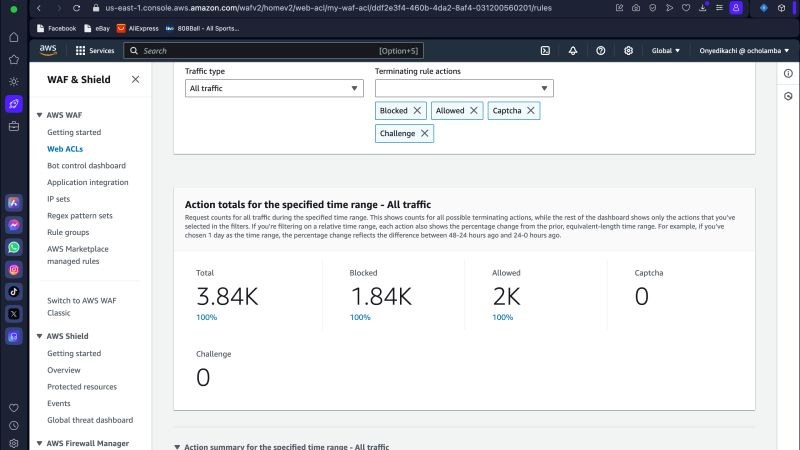 us-east-1.console.aws.amazon.com/wafv2/homev2/web-acl/my-waf-acl/ddf2e3f4-460b-4da2-8af4-031200560201/rules
Facebook eBay AliExpress 808Ball - All Sports...
aws Services Search [Option+S] Global Onyedikachi @ ocholamba
WAF & Shield
AWS WAF
Getting started
Web ACLs
Bot control dashboard
Application integration
IP sets
Regex pattern sets
Rule groups
AWS Marketplace
managed rules
Switch to AWS WAF
Classic
AWS Shield
Getting started
Overview
Protected resources
Events
Global threat dashboard
AWS Firewall Manager
Traffic type Terminating rule actions
All traffic
Blocked Allowed Captcha
Challenge
Action totals for the specified time range - All traffic
Request counts for all traffic during the specified time range. This shows counts for all possible terminating actions, while the rest of the dashboard shows only the actions that you've
selected in the filters. If you're filtering on a relative time range, each action also shows the percentage change from the prior, equivalent-length time range. For example, if you've
chosen 1 day as the time range, the percentage change reflects the difference between 48-24 hours ago and 24-0 hours ago.
Total Blocked Allowed Captcha
3.84K 1.84K 2K 0
100% 100% 100%
Challenge
0
Action summary for the specified time range - All traffic